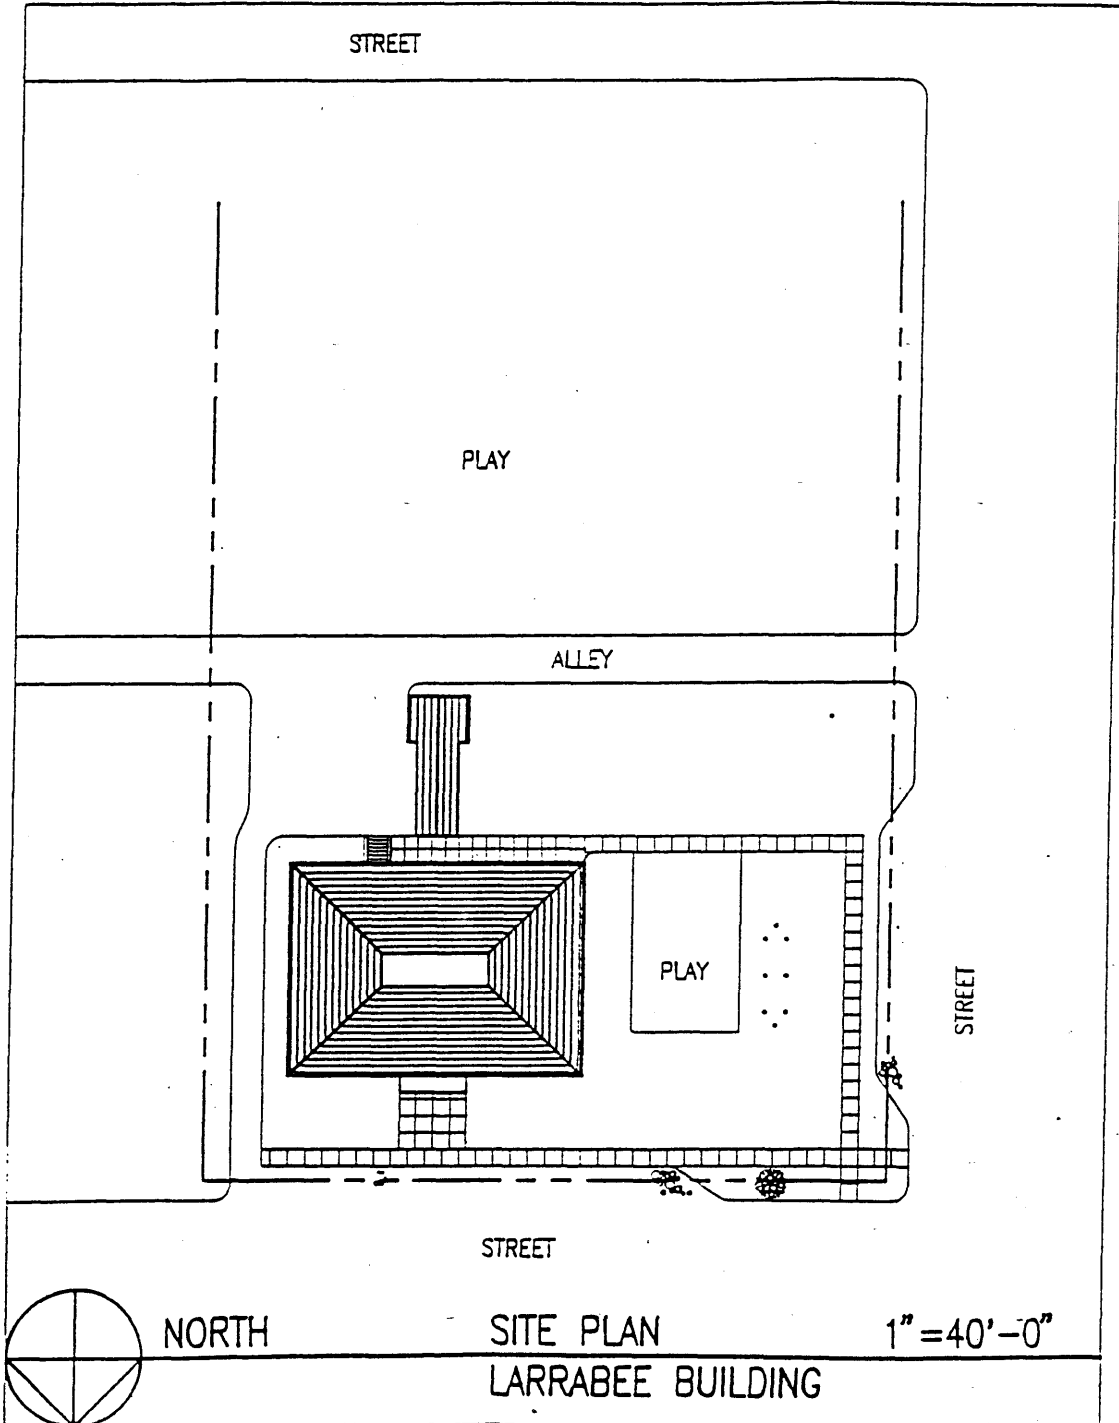 STREET
PLAY
ALLEY
PLAY
STREET
STREET
NORTH SITE PLAN 1"=40'-0"
LARRABEE BUILDING